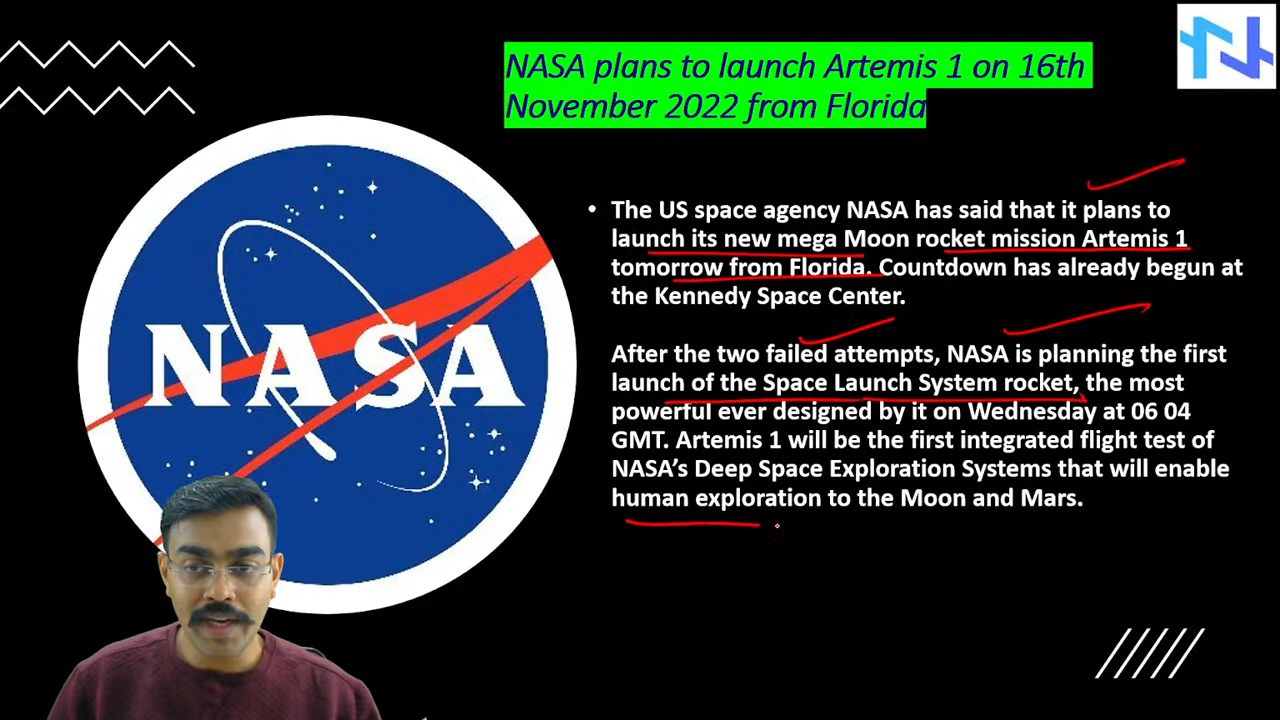 NASA plans to launch Artemis 1 on 16th
November 2022 from Florida
• The US space agency NASA has said that it plans to
launch its new mega Moon rocket mission Artemis 1
tomorrow from Florida. Countdown has already begun at
the Kennedy Space Center.
After the two failed attempts, NASA is planning the first
launch of the Space Launch System rocket, the most
powerful ever designed by it on Wednesday at 06 04
GMT. Artemis 1 will be the first integrated flight test of
NASA’s Deep Space Exploration Systems that will enable
human exploration to the Moon and Mars.
NASA